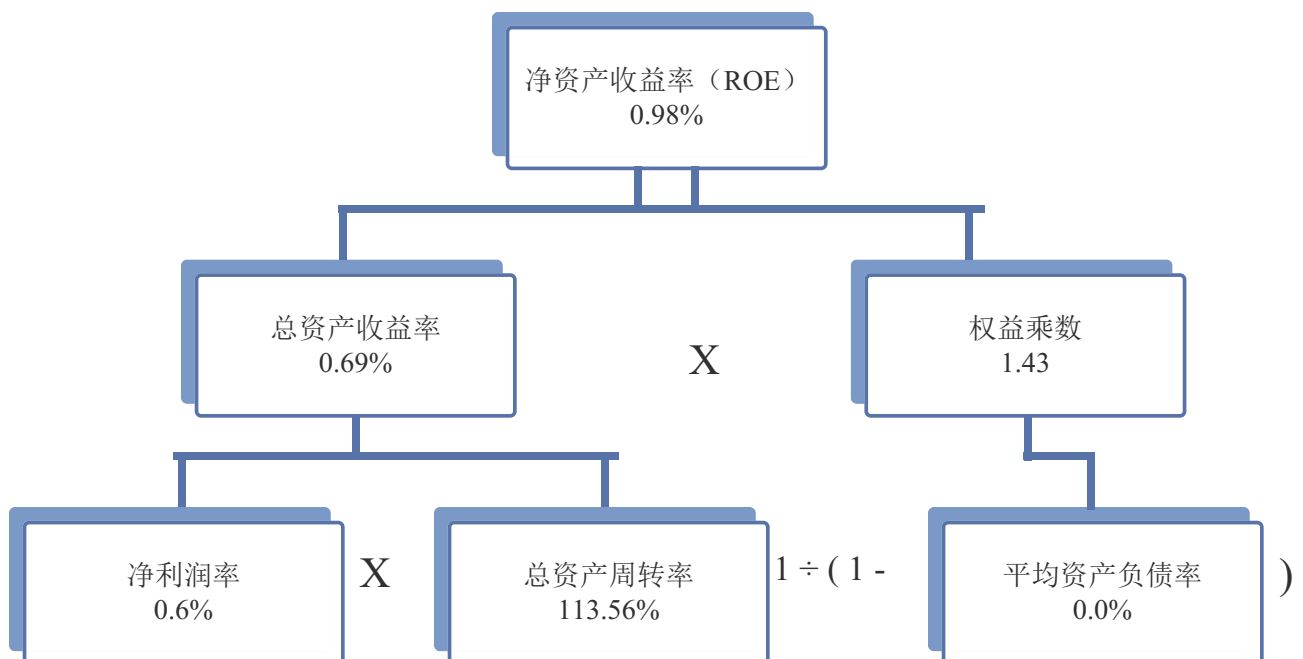 净资产收益率（ROE）
0.98%
总资产收益率
0.69%
X
权益乘数
1.43
净利润率
0.6%
X
总资产周转率
113.56%
1 ÷ ( 1 -
平均资产负债率
0.0%
)